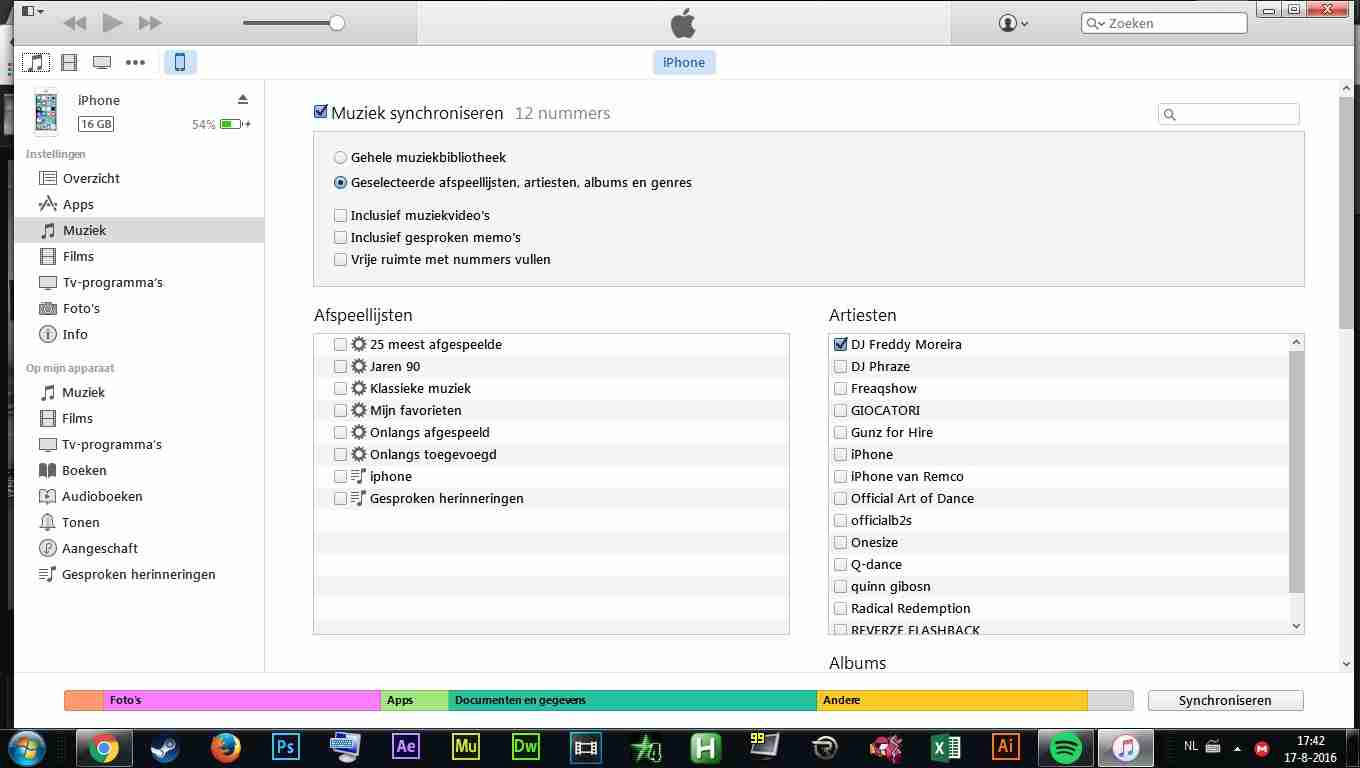 Zoeken
iPhone
iPhone
16 GB
54%
Instellingen
Overzicht
Apps
Muziek
Films
Tv-programma's
Foto's
Info
Op mijn apparaat
Muziek
Films
Tv-programma's
Boeken
Audioboeken
Tonen
Aangeschaft
Gesproken herinneringen
Muziek synchroniseren 12 nummers
Gehele muziekbibliotheek
Geselecteerde afspeellijsten, artiesten, albums en genres
Inclusief muziekvideo's
Inclusief gesproken memo's
Vrije ruimte met nummers vullen
Afspeellijsten
25 meest afgespeelde
Jaren 90
Klassieke muziek
Mijn favorieten
Onlangs afgespeeld
Onlangs toegevoegd
iphone
Gesproken herinneringen
Artiesten
DJ Freddy Moreira
DJ Phraze
Freaqshow
GIOCATORI
Gunz for Hire
iPhone
iPhone van Remco
Official Art of Dance
officialb2s
Onesize
Q-dance
quinn gibosn
Radical Redemption
REVERZE FLASHBACK
Albums
Foto's
Apps
Documenten en gegevens
Andere
Synchroniseren
Ps
Ae
Mu
Dw
4
H
99
Ai
NL
17:42
17-8-2016